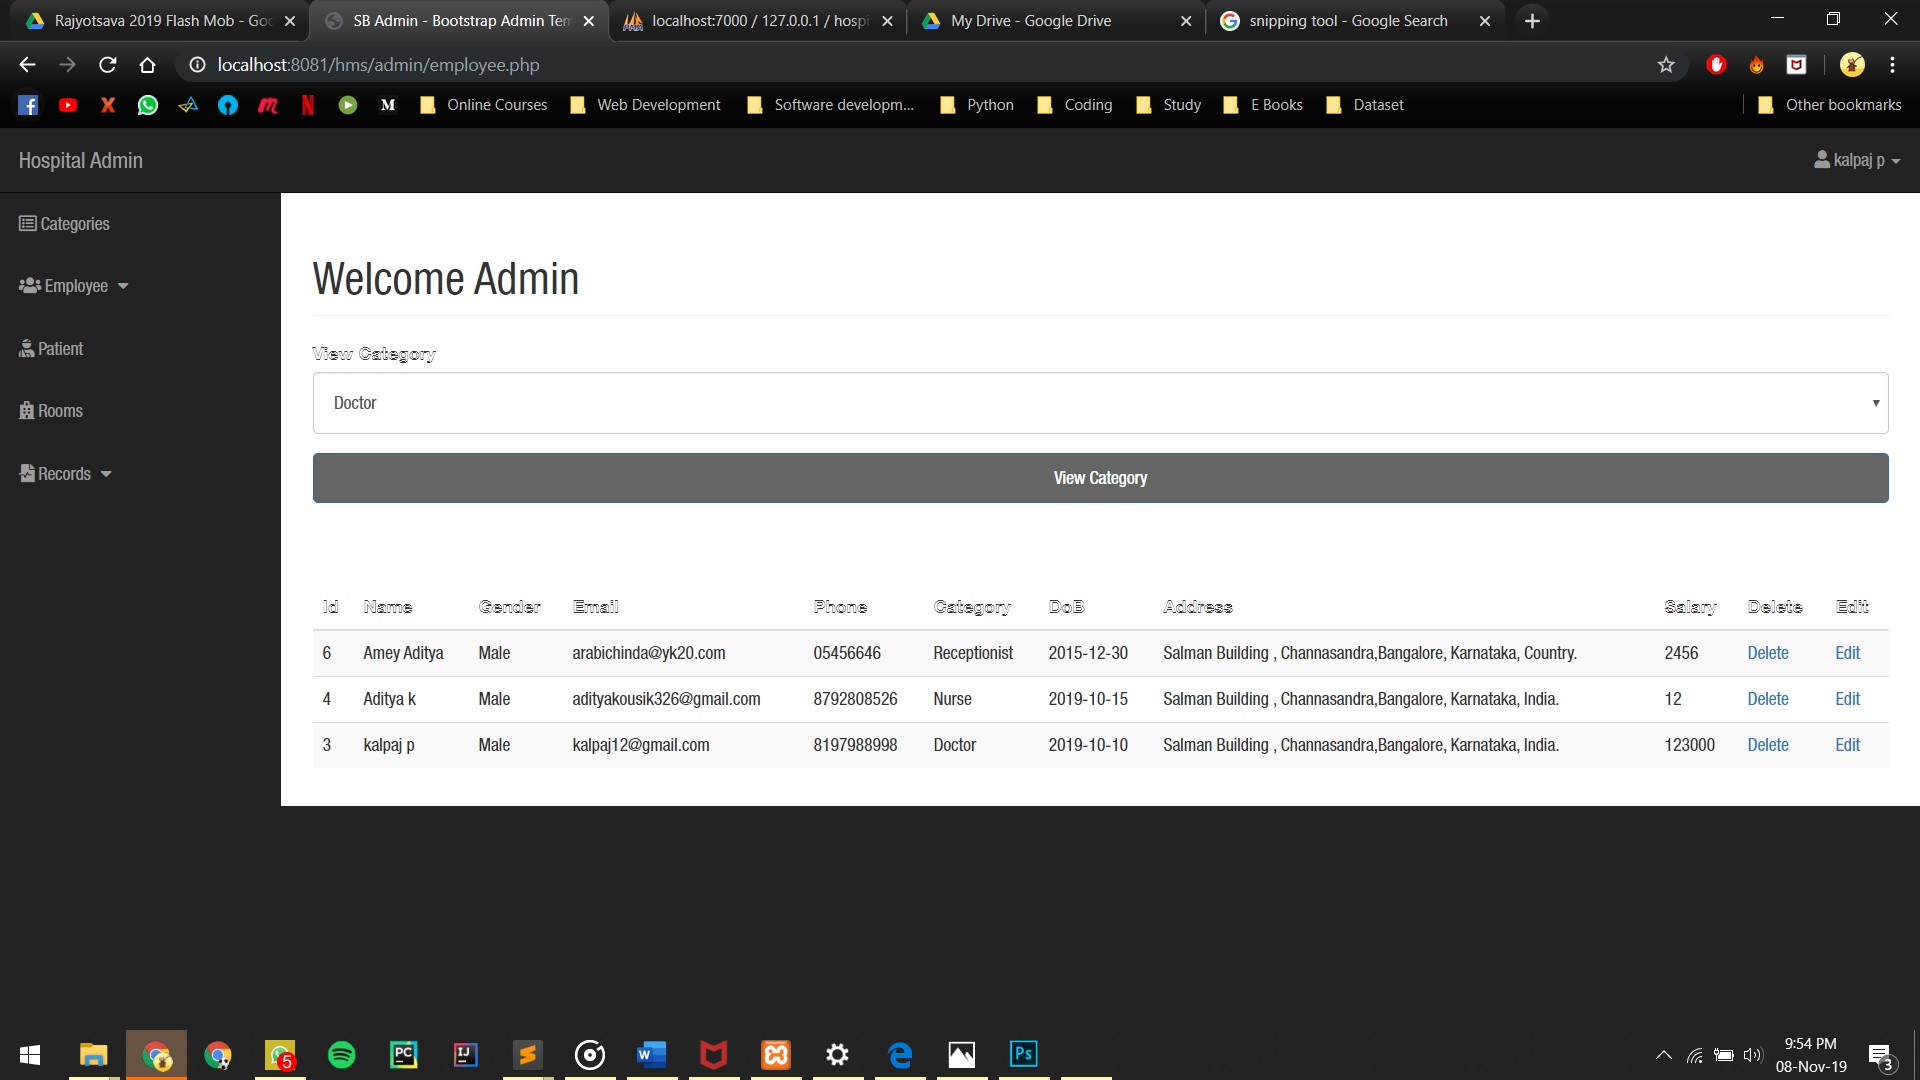 Rajyotsava 2019 Flash Mob - Goo
SB Admin - Bootstrap Admin Tem
localhost:7000 / 127.0.0.1 / hospi
My Drive - Google Drive
snipping tool - Google Search
localhost:8081/hms/admin/employee.php
Online Courses Web Development Software developm... Python Coding Study E Books Dataset Other bookmarks
Hospital Admin
kalpaj p
Categories
Employee
Patient
Rooms
Records
Welcome Admin
View Category
Doctor
View Category
Id Name Gender Email Phone Category DoB Address Salary Delete Edit
6 Amey Aditya Male arabichinda@yk20.com 05456646 Receptionist 2015-12-30 Salman Building , Channasandra,Bangalore, Karnataka, Country. 2456 Delete Edit
4 Aditya k Male adityakousik326@gmail.com 8792808526 Nurse 2019-10-15 Salman Building , Channasandra,Bangalore, Karnataka, India. 12 Delete Edit
3 kalpaj p Male kalpaj12@gmail.com 8197988998 Doctor 2019-10-10 Salman Building , Channasandra,Bangalore, Karnataka, India. 123000 Delete Edit
5
PC
IJ
W
Ps
9:54 PM
08-Nov-19
3